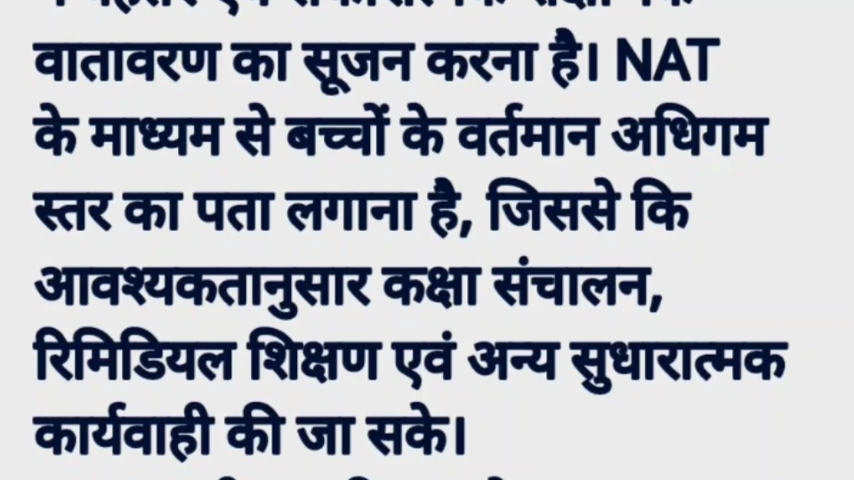 वातावरण का सृजन करना है। NAT
के माध्यम से बच्चों के वर्तमान अधिगम
स्तर का पता लगाना है, जिससे कि
आवश्यकतानुसार कक्षा संचालन,
रिमिडियल शिक्षण एवं अन्य सुधारात्मक
कार्यवाही की जा सके।